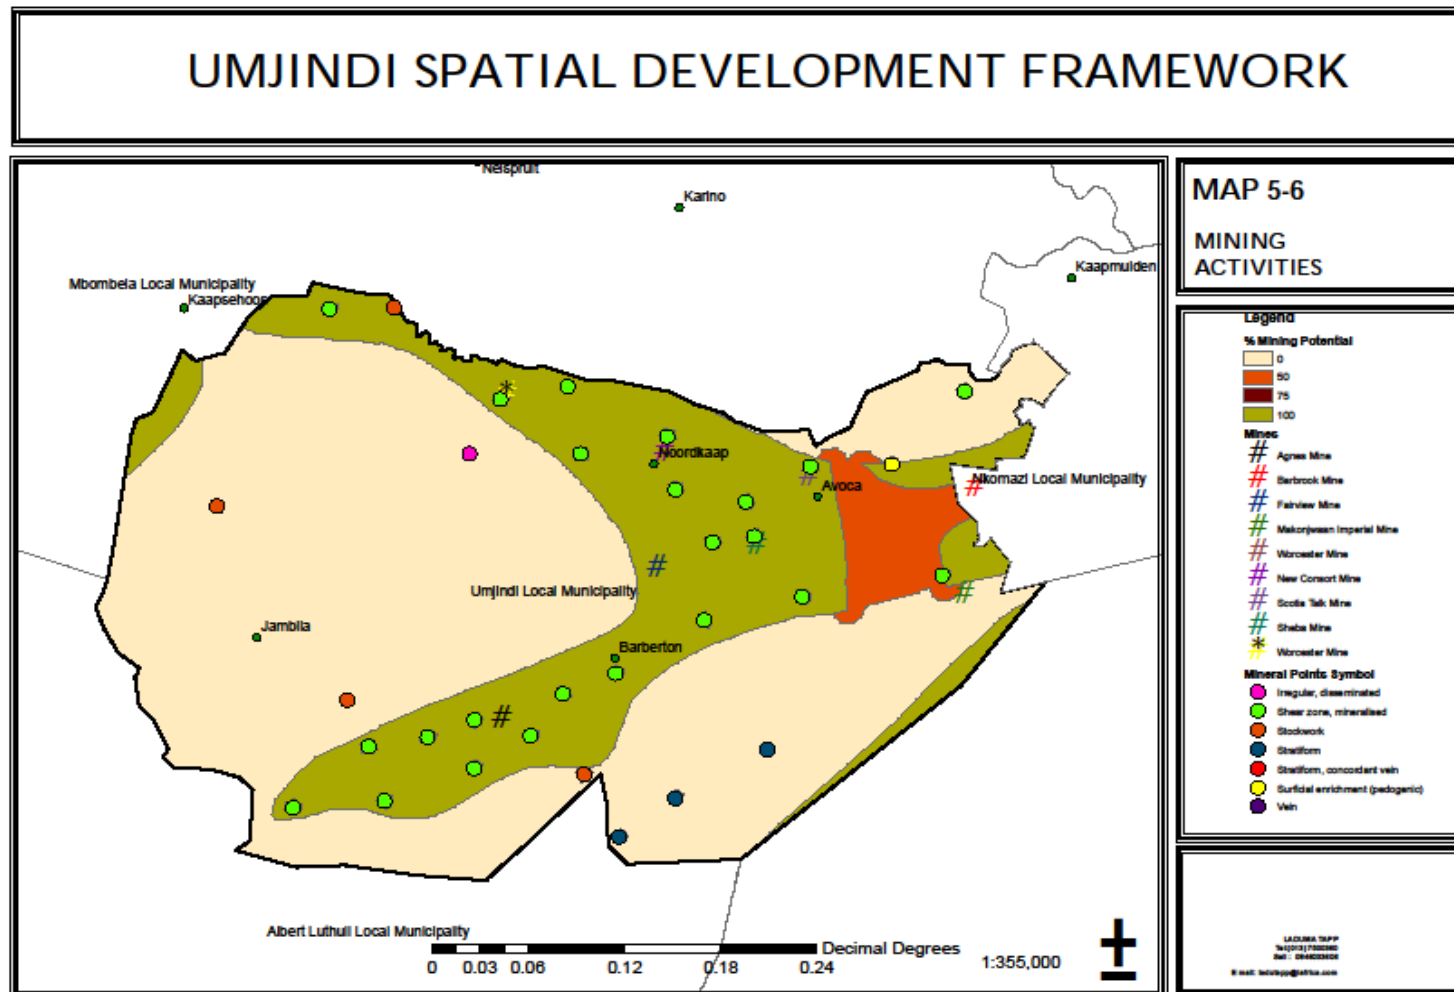 UMJINDI SPATIAL DEVELOPMENT FRAMEWORK
Nelspruit
Karino
Kaapmuiden
Mbombela Local Municipality
Kaapsehoop
Noordkaap
Avoca
Nkomazi Local Municipality
Umjindi Local Municipality
Jambila
Barberton
Albert Luthuli Local Municipality
Decimal Degrees
0 0.03 0.06 0.12 0.18 0.24
1:355,000
MAP 5-6
MINING
ACTIVITIES
Legend
% Mining Potential
0
50
75
100
Mines
# Agnes Mine
# Barbrook Mine
# Fairview Mine
# Makonjwaan Imperial Mine
# Worcester Mine
# New Consort Mine
# Scotia Talk Mine
# Sheba Mine
# Worcester Mine
Mineral Points Symbol
Irregular, disseminated
Shear zone, mineralised
Stockwork
Stratiform
Stratiform, concordant vein
Surficial enrichment (pedogenic)
Vein
LADUMA TAPP